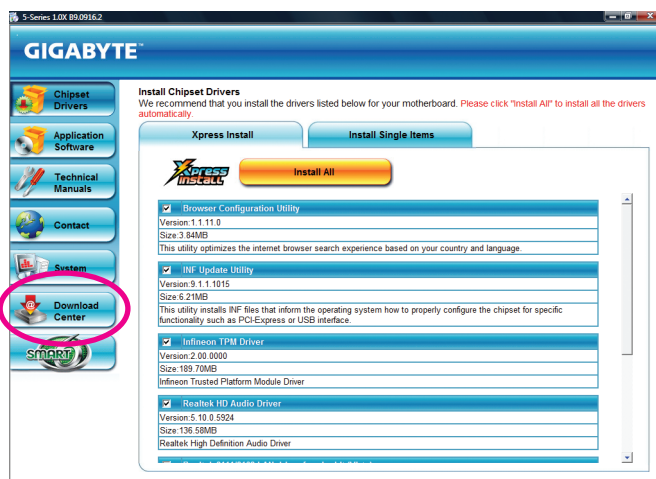 5-Series 1.0X B9.0916.2
GIGABYTE™
Chipset
Drivers
Application
Software
Technical
Manuals
Contact
System
Download
Center
SMART
Install Chipset Drivers
We recommend that you install the drivers listed below for your motherboard. Please click "Install All" to install all the drivers
automatically.
Xpress Install
Install Single Items
Xpress
Install
Install All
Browser Configuration Utility
Version:1.1.11.0
Size:3.84MB
This utility optimizes the internet browser search experience based on your country and language.
INF Update Utility
Version:9.1.1.1015
Size:6.21MB
This utility installs INF files that inform the operating system how to properly configure the chipset for specific
functionality such as PCI-Express or USB interface.
Infineon TPM Driver
Version:2.00.0000
Size:189.70MB
Infineon Trusted Platform Module Driver
Realtek HD Audio Driver
Version:5.10.0.5924
Size:136.58MB
Realtek High Definition Audio Driver